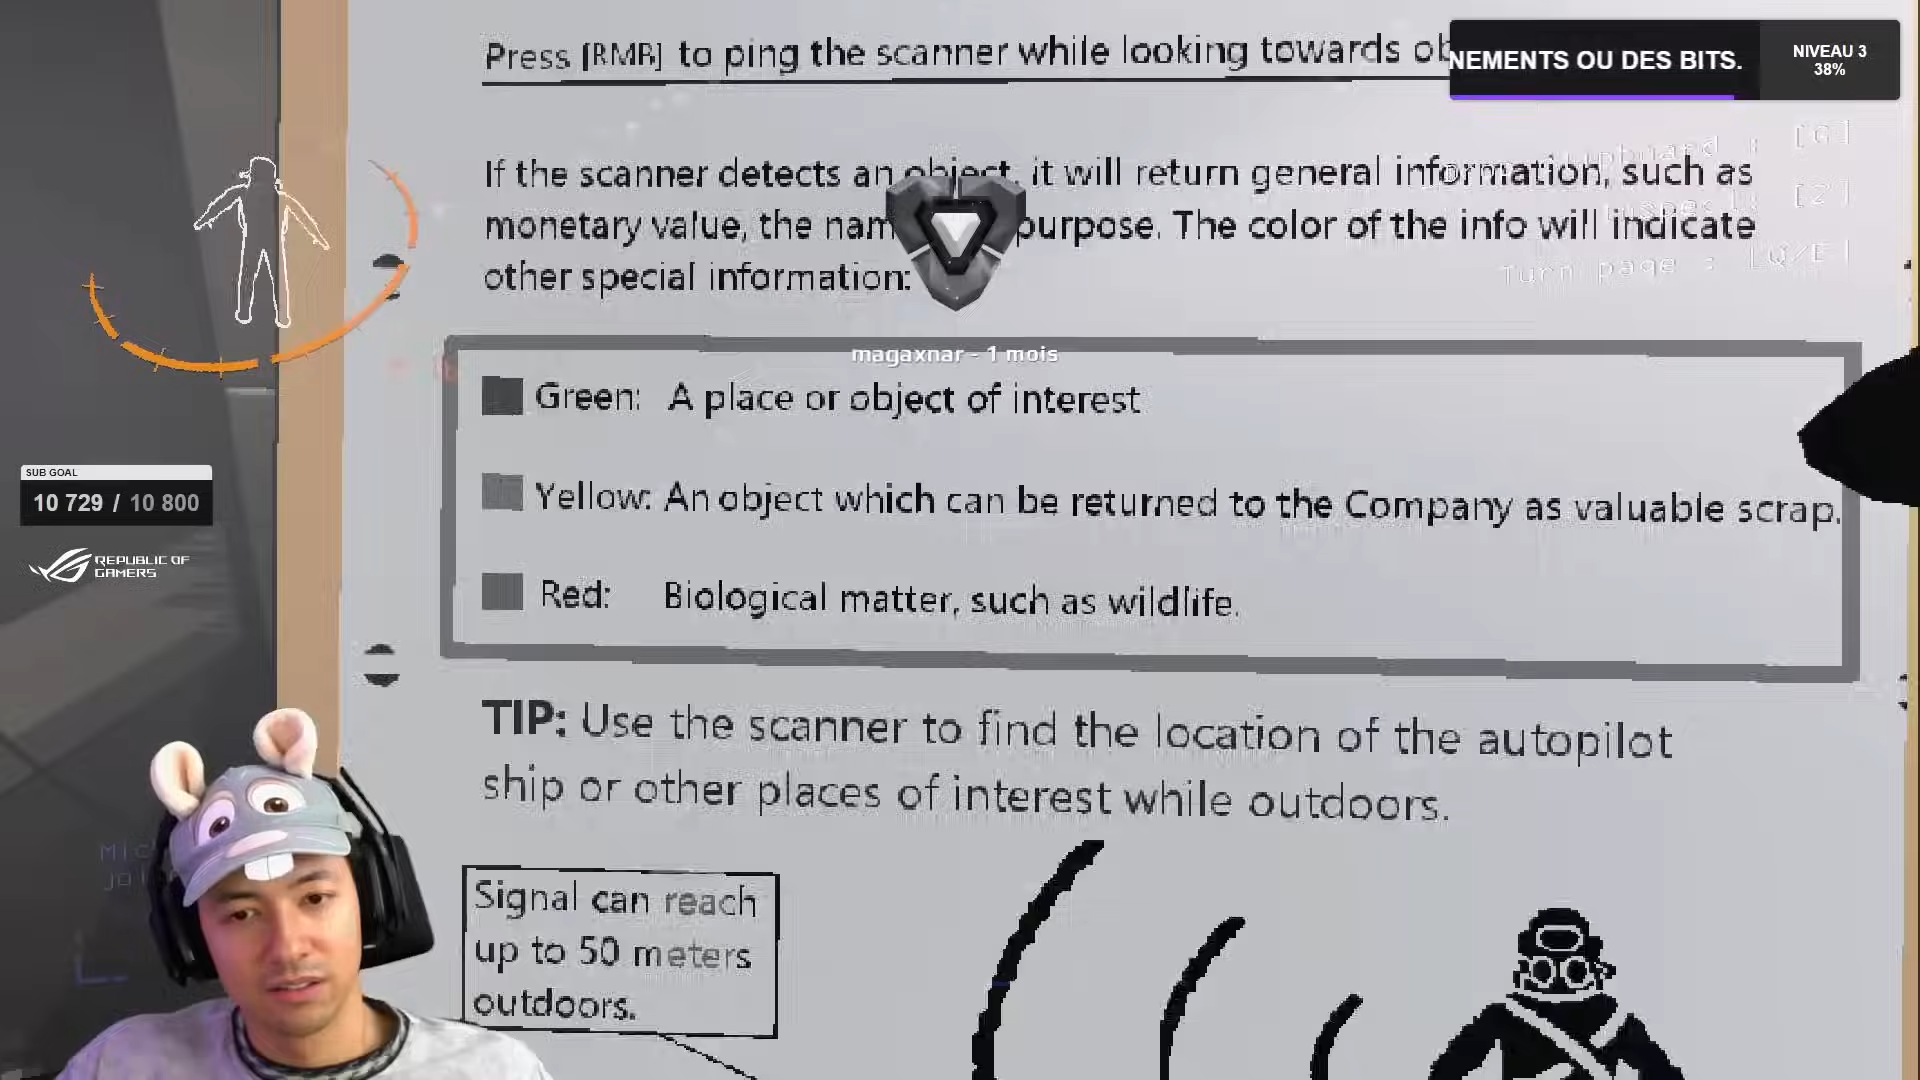 Press [RMB] to ping the scanner while looking towards
NEMENTS OU DES BITS.
NIVEAU 3
38%
[G]
[Z]
Turn page : [Q/E]
If the scanner detects an object, it will return general information, such as
monetary value, the purpose. The color of the info will indicate
other special information:
magaxnar - 1 mois
Green: A place or object of interest
Yellow: An object which can be returned to the Company as valuable scrap.
Red: Biological matter, such as wildlife.
SUB GOAL
10 729 / 10 800
REPUBLIC OF
GAMERS
TIP: Use the scanner to find the location of the autopilot
ship or other places of interest while outdoors.
Signal can reach
up to 50 meters
outdoors.